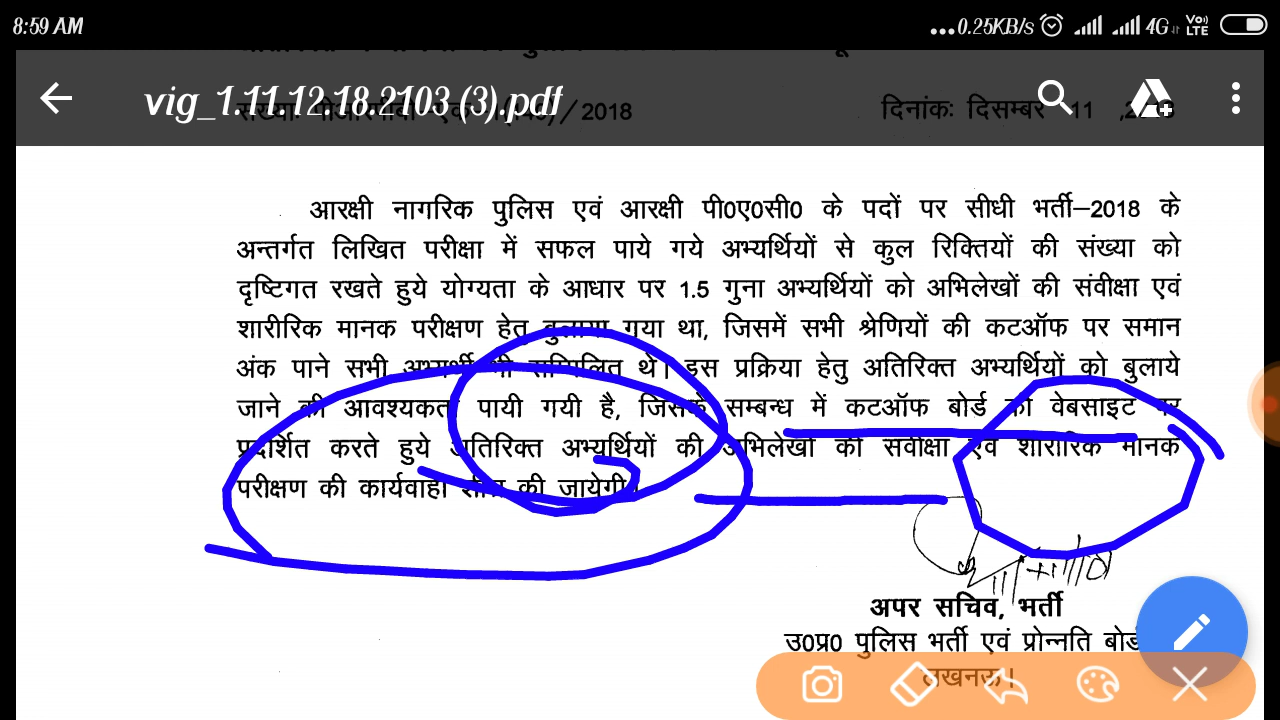 8:59 AM
...0.25KB/s 4G Vo) LTE
vig_1.11.12.18.2103 (3).pdf
/2018 दिनांकः दिसम्बर 11
आरक्षी नागरिक पुलिस एवं आरक्षी पी0ए0सी0 के पदों पर सीधी भर्ती–2018 के
अन्तर्गत लिखित परीक्षा में सफल पाये गये अभ्यर्थियों से कुल रिक्तियों की संख्या को
दृष्टिगत रखते हुये योग्यता के आधार पर 1.5 गुना अभ्यर्थियों को अभिलेखों की संवीक्षा एवं
शारीरिक मानक परीक्षण हेतु बुलाया गया था, जिसमें सभी श्रेणियों की कटऑफ पर समान
अंक पाने सभी अभ्यर्थी भी सम्मिलित थे। इस प्रक्रिया हेतु अतिरिक्त अभ्यर्थियों को बुलाये
जाने की आवश्यकता पायी गयी है, जिसके सम्बन्ध में कटऑफ बोर्ड की वेबसाइट पर
प्रदर्शित करते हुये अतिरिक्त अभ्यर्थियों की अभिलेखों की संवीक्षा एवं शारीरिक मानक
परीक्षण की कार्यवाही शीघ्र की जायेगी।
अपर सचिव, भर्ती
उ0प्र0 पुलिस भर्ती एवं प्रोन्नति बोर्ड
लखनऊ।